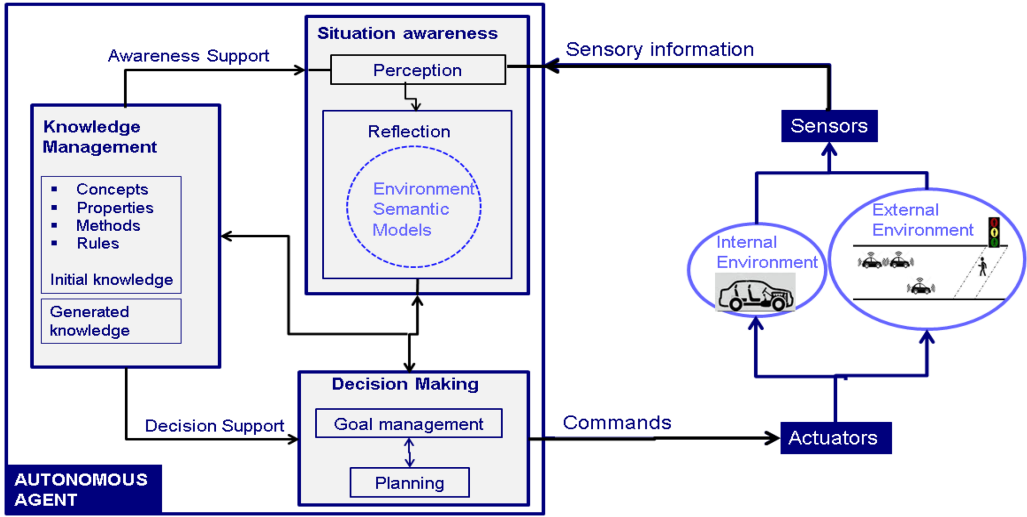 Situation awareness
Perception
Reflection
Environment
Semantic
Models
Awareness Support
Sensory information
Knowledge
Management
▪ Concepts
▪ Properties
▪ Methods
▪ Rules
Initial knowledge
Generated
knowledge
Sensors
Internal
Environment
External
Environment
Decision Making
Goal management
Planning
Decision Support
Commands
Actuators
AUTONOMOUS
AGENT